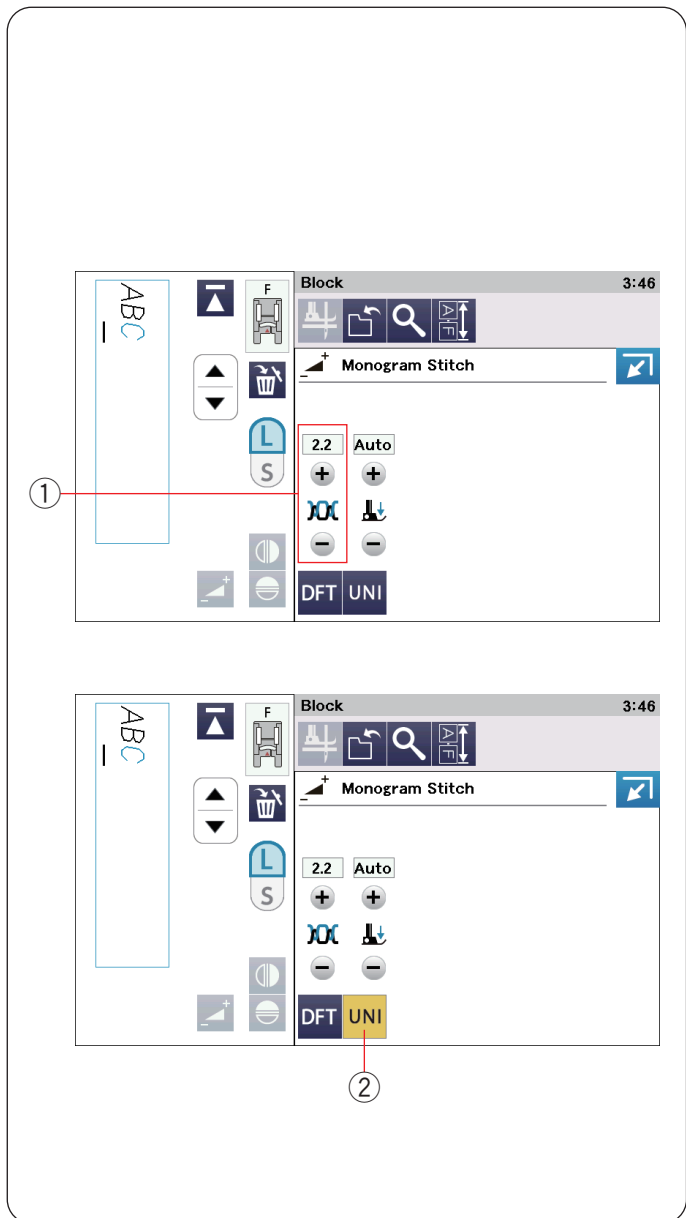 ABC
F
L
S
Block 3:46
A
F
Monogram Stitch
2.2 Auto
DFT UNI
①
ABC
F
L
S
Block 3:46
A
F
Monogram Stitch
2.2 Auto
DFT UNI
②